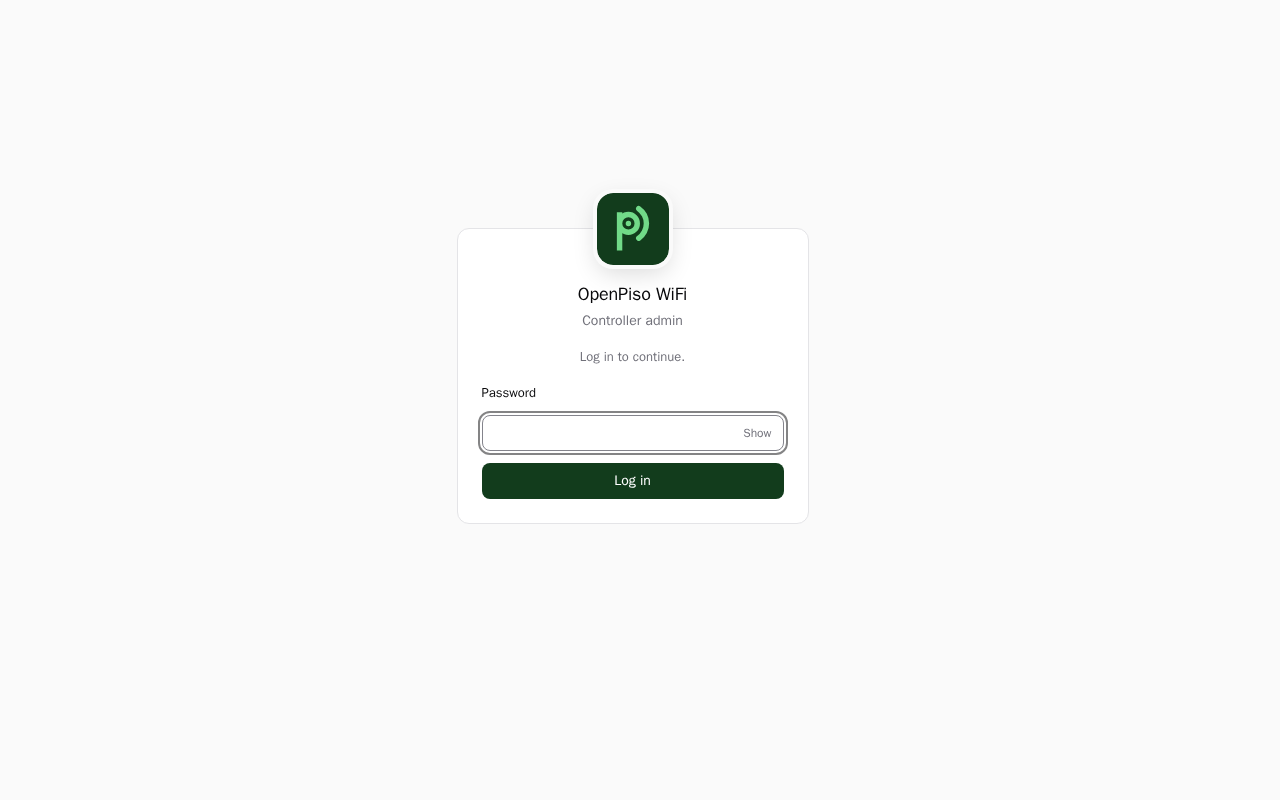 OpenPiso WiFi
Controller admin
Log in to continue.
Password
Show
Log in